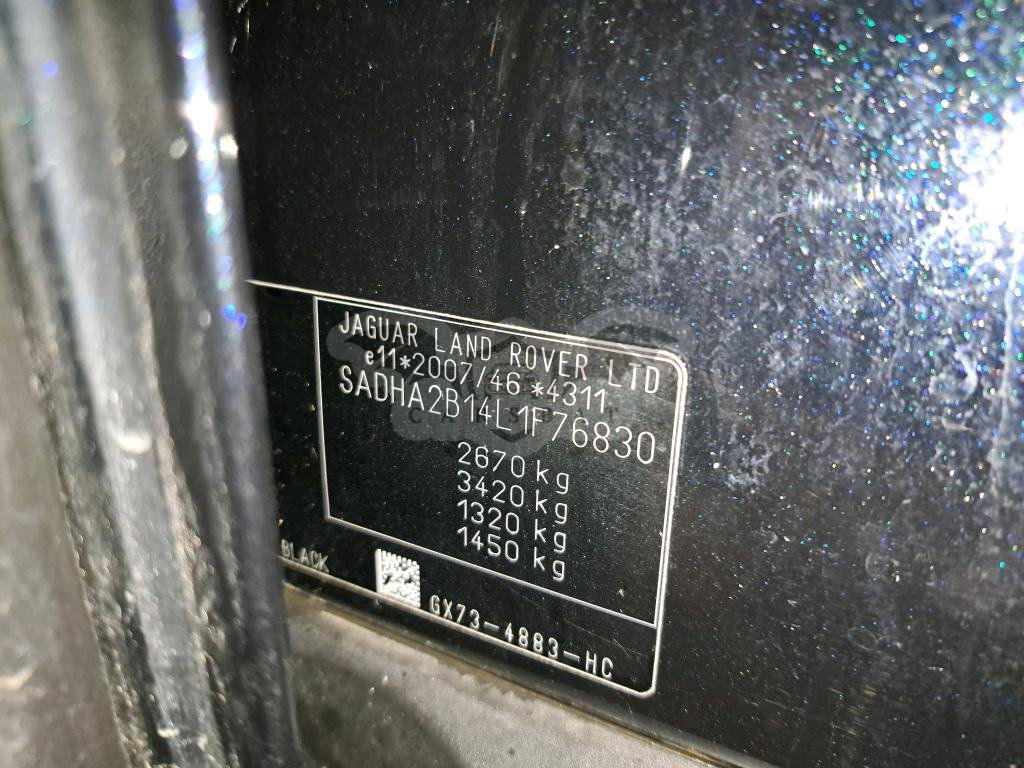 JAGUAR LAND ROVER LTD
e11*2007/46*4311
SADHA2B14L1F76830
2670 kg
3420 kg
1320 kg
1450 kg
BLACK
GX73-4883-HC